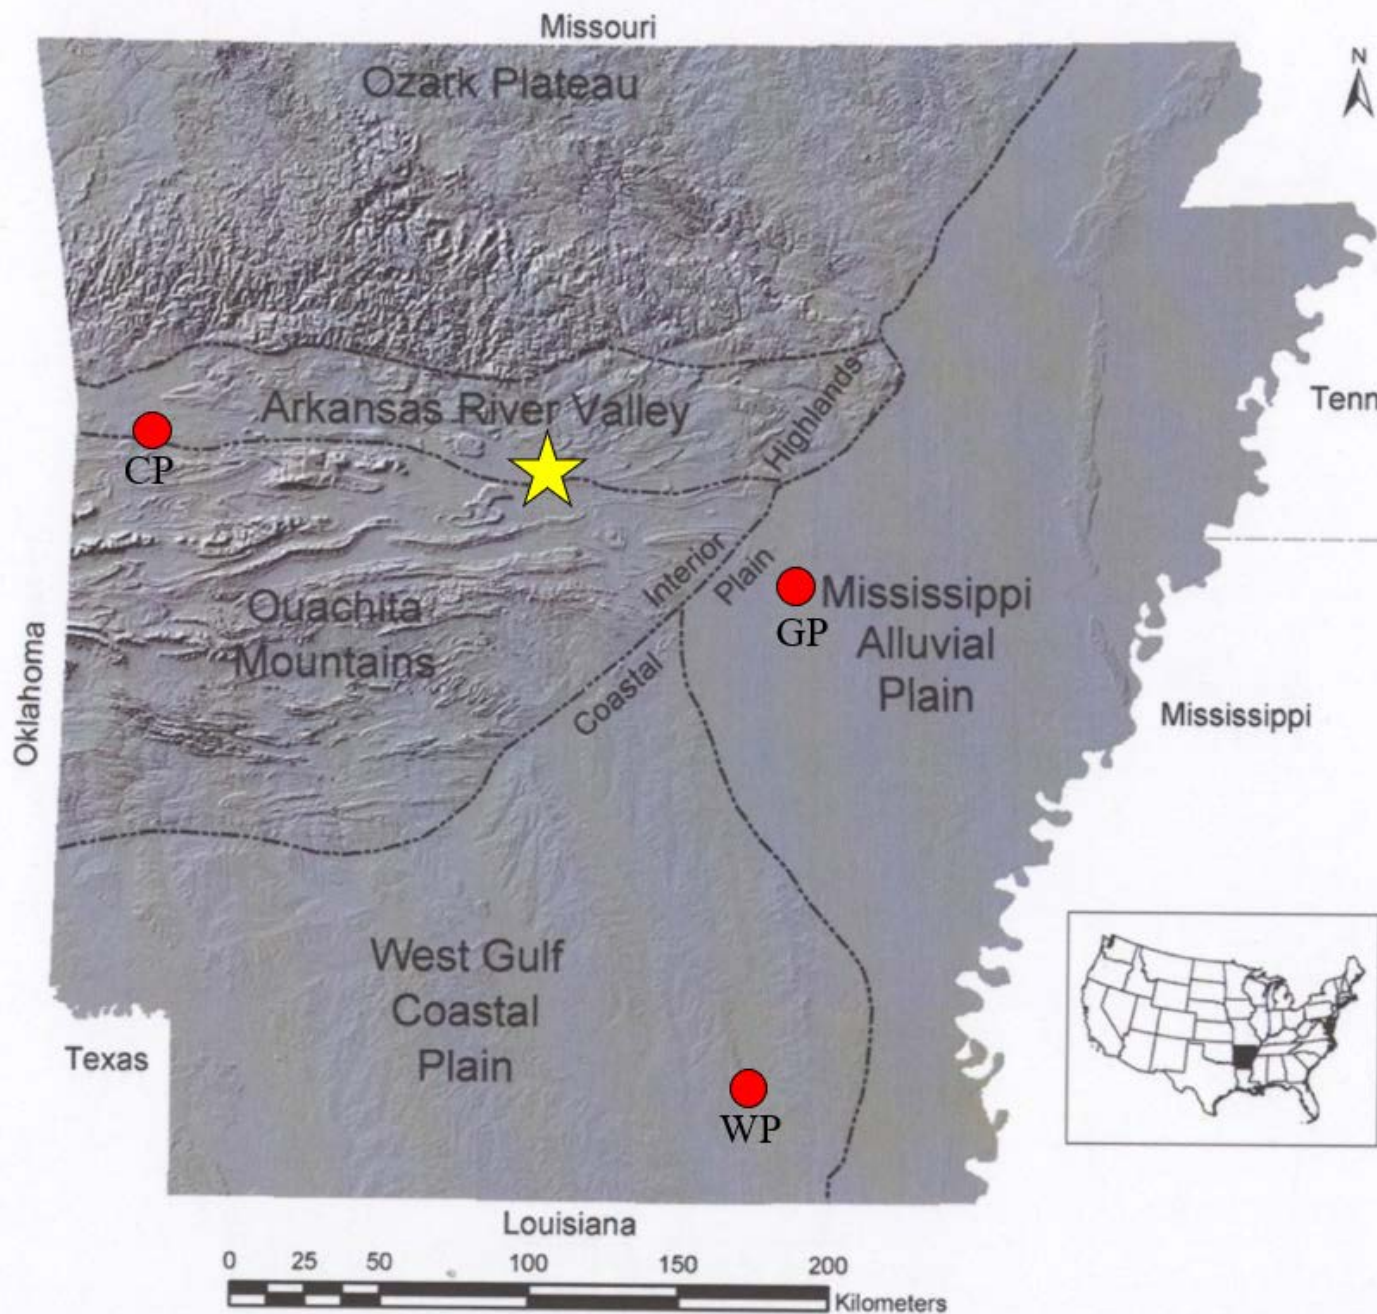 Missouri
Ozark Plateau
N
Arkansas River Valley
Highlands
Tenn
CP
Interior
Plain
GP
Mississippi
Alluvial
Plain
Ouachita
Mountains
Coastal
Oklahoma
Mississippi
West Gulf
Coastal
Plain
Texas
WP
Louisiana
0 25 50 100 150 200
Kilometers